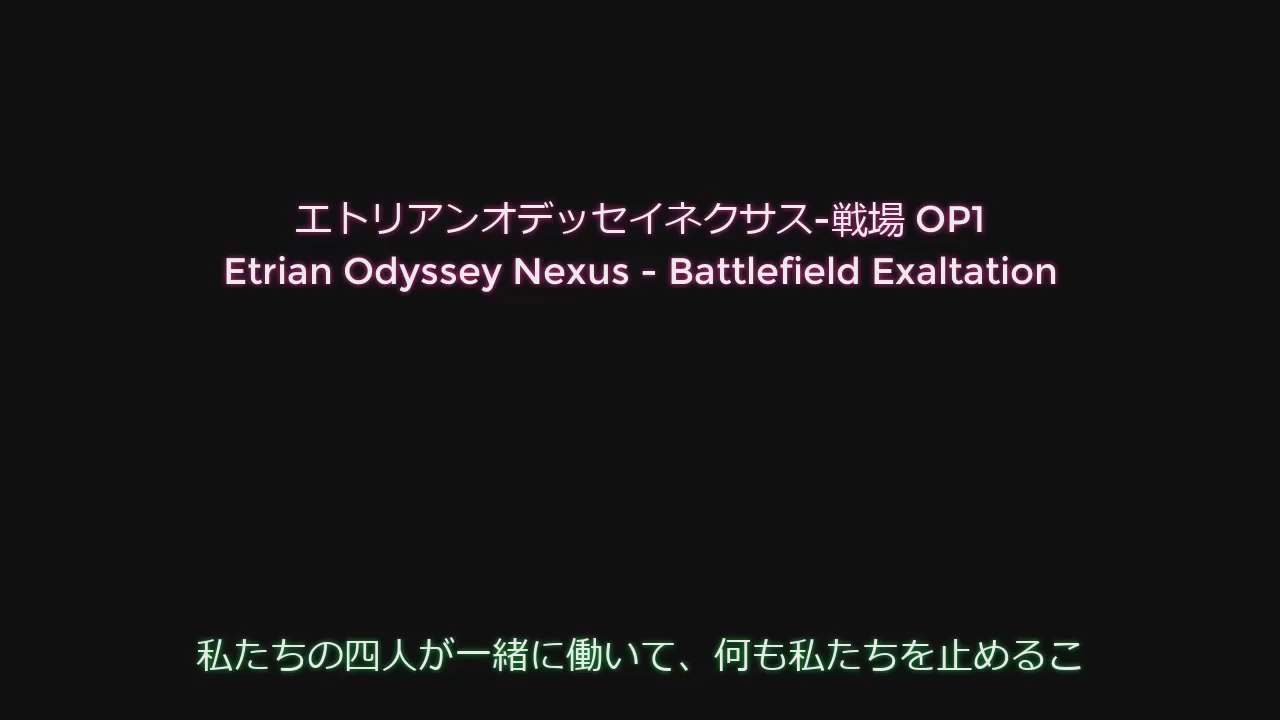 エトリアンオデッセイネクサス-戦場 OP1
Etrian Odyssey Nexus - Battlefield Exaltation
私たちの四人が一緒に働いて、何も私たちを止めるこ